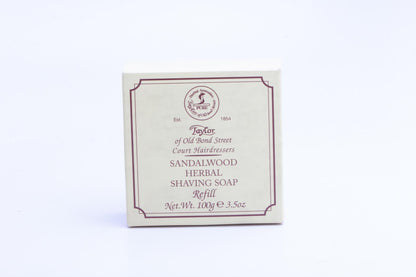 PURE
Est. 1854
Taylor
of Old Bond Street
Court Hairdressers
SANDALWOOD
HERBAL
SHAVING SOAP
Refill
Net.Wt. 100g e 3.5oz